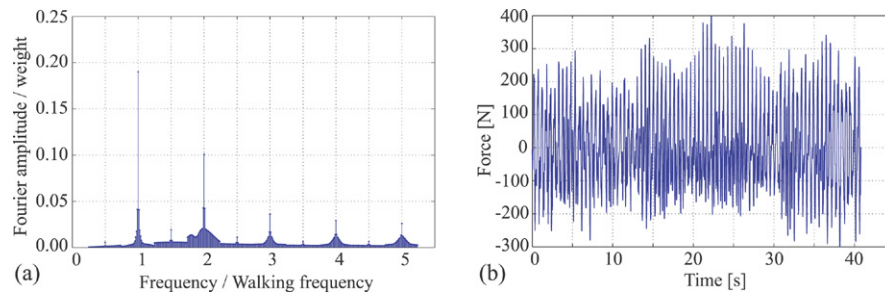 Fourier amplitude / weight
0.25
0.20
0.15
0.10
0.05
0.00
0 1 2 3 4 5
Frequency / Walking frequency
(a)
Force [N]
400
300
200
100
0
-100
-200
-300
0 10 20 30 40
Time [s]
(b)